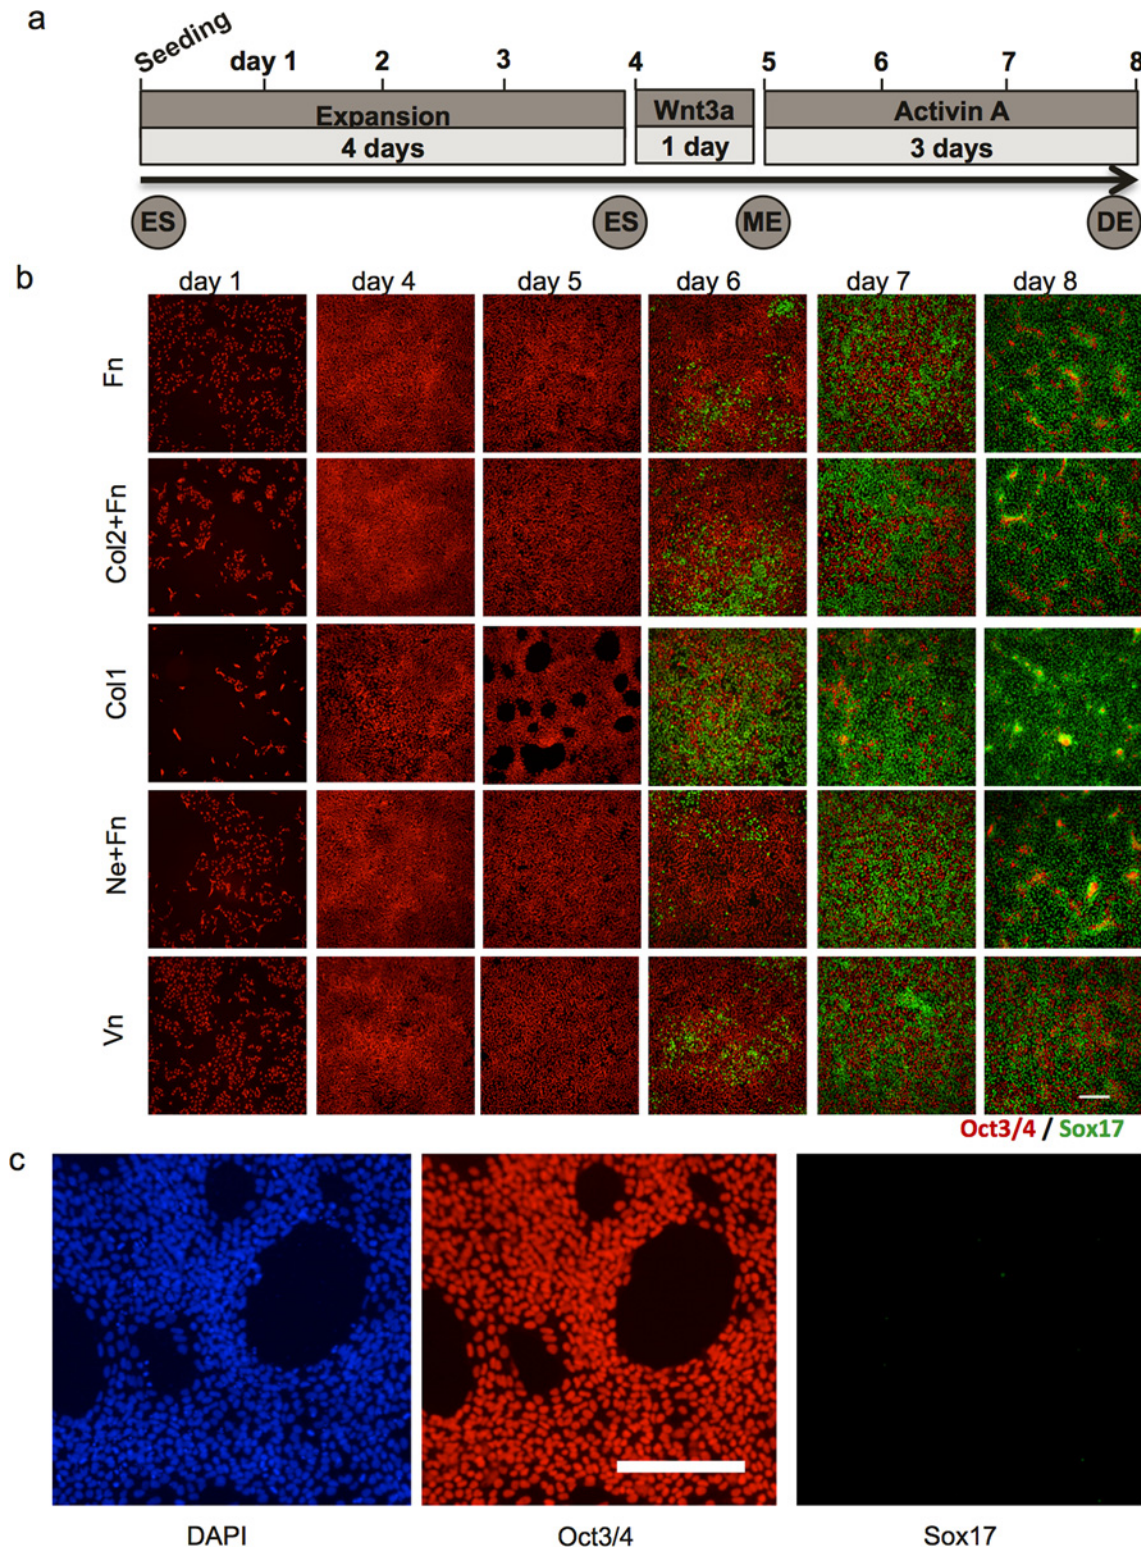 a
Seeding day 1 2 3 4 5 6 7 8
Expansion Wnt3a Activin A
4 days 1 day 3 days
ES ES ME DE
b
day 1 day 4 day 5 day 6 day 7 day 8
Fn
Col2+Fn
Col1
Ne+Fn
Vn
Oct3/4 / Sox17
c
DAPI Oct3/4 Sox17